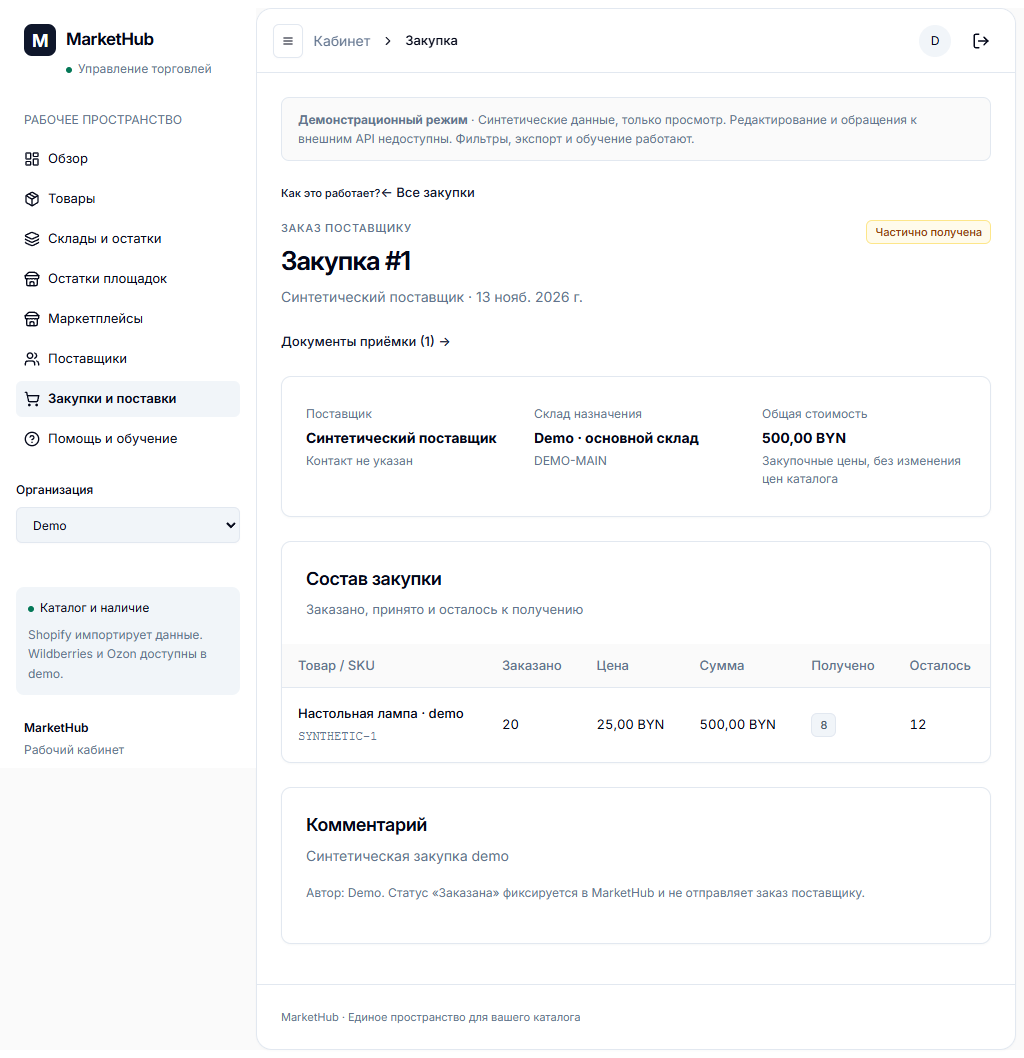 M MarketHub
Управление торговлей
РАБОЧЕЕ ПРОСТРАНСТВО
Обзор
Товары
Склады и остатки
Остатки площадок
Маркетплейсы
Поставщики
Закупки и поставки
Помощь и обучение
Организация
Demo
Каталог и наличие
Shopify импортирует данные.
Wildberries и Ozon доступны в
demo.
MarketHub
Рабочий кабинет
Кабинет > Закупка
D
Демонстрационный режим · Синтетические данные, только просмотр. Редактирование и обращения к
внешним API недоступны. Фильтры, экспорт и обучение работают.
Как это работает?← Все закупки
ЗАКАЗ ПОСТАВЩИКУ
Частично получена
Закупка #1
Синтетический поставщик · 13 нояб. 2026 г.
Документы приёмки (1) →
Поставщик
Синтетический поставщик
Контакт не указан
Склад назначения
Demo · основной склад
DEMO-MAIN
Общая стоимость
500,00 BYN
Закупочные цены, без изменения
цен каталога
Состав закупки
Заказано, принято и осталось к получению
Товар / SKU Заказано Цена Сумма Получено Осталось
Настольная лампа · demo
SYNTHETIC-1
20 25,00 BYN 500,00 BYN 8 12
Комментарий
Синтетическая закупка demo
Автор: Demo. Статус «Заказана» фиксируется в MarketHub и не отправляет заказ поставщику.
MarketHub · Единое пространство для вашего каталога